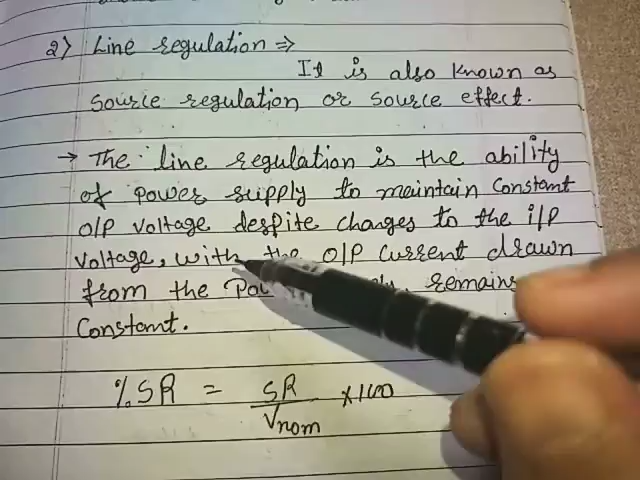 2) Line regulation ⇒
It is also known as
source regulation or source effect.
→ The line regulation is the ability
of power supply to maintain constant
O/P voltage despite changes to the i/P
voltage, with the O/P current drawn
from the remains
Constant.
%SR = SR/Vnom ×100